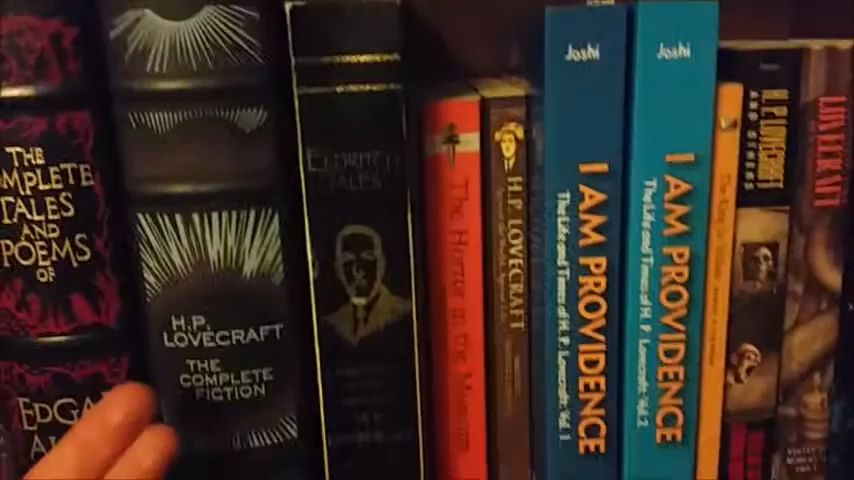 THE
COMPLETE
TALES
AND
POEMS
OF
H.P.
LOVECRAFT
THE
COMPLETE
FICTION
ELDRITCH
TALES
The Horror in the Museum
H.P. LOVECRAFT
Joshi
I AM PROVIDENCE
The Life and Times of H. P. Lovecraft, Vol. 1
Joshi
I AM PROVIDENCE
The Life and Times of H. P. Lovecraft, Vol. 2
H.P. LOVECRAFT
AND OTHERS
LOVECRAFT